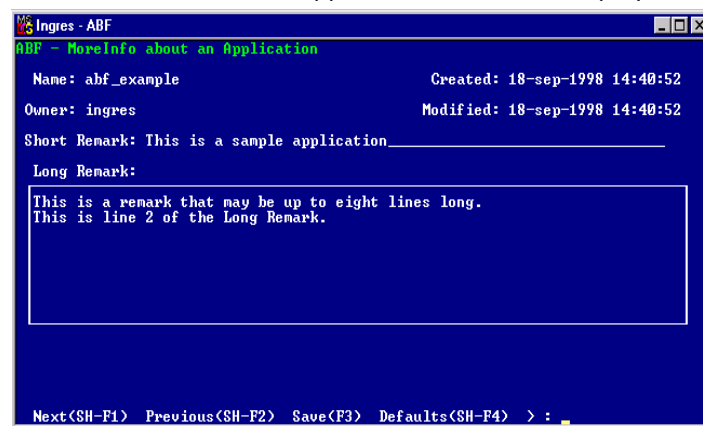 Ingres - ABF
ABF - MoreInfo about an Application
Name: abf_example Created: 18-sep-1998 14:40:52
Owner: ingres Modified: 18-sep-1998 14:40:52
Short Remark: This is a sample application
Long Remark:
This is a remark that may be up to eight lines long.
This is line 2 of the Long Remark.
Next(SH-F1) Previous(SH-F2) Save(F3) Defaults(SH-F4) > :